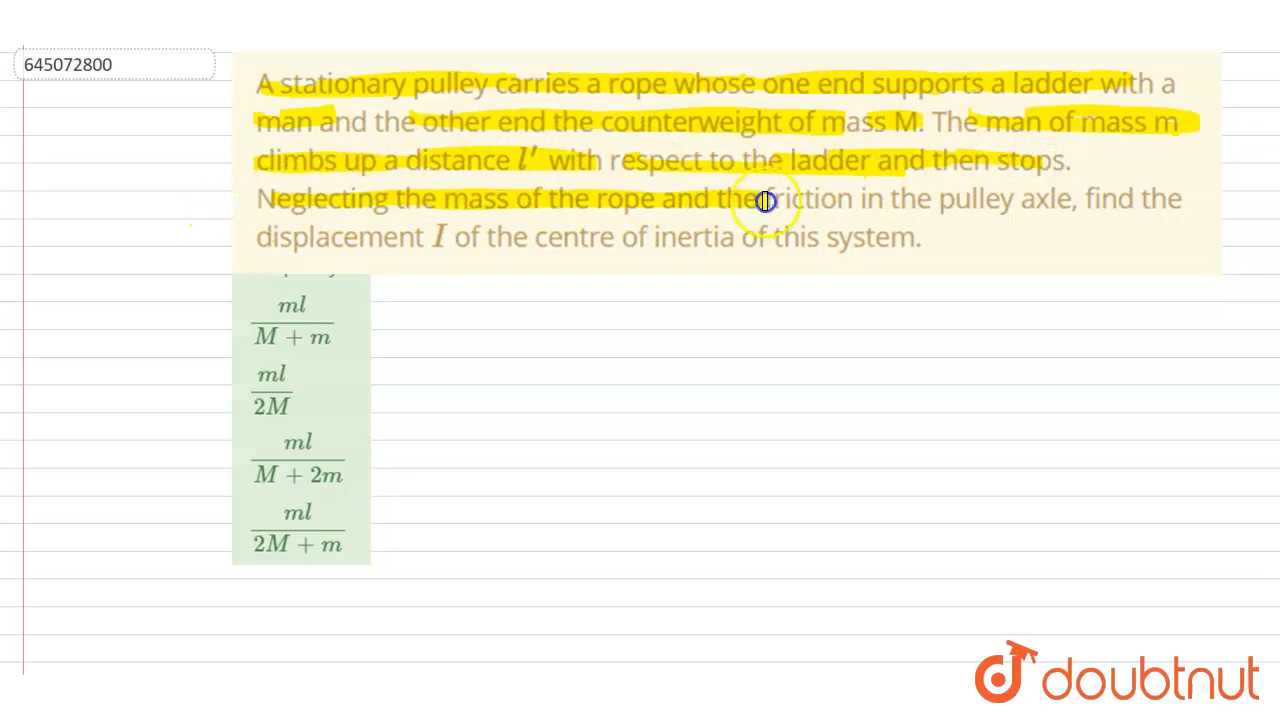 645072800
A stationary pulley carries a rope whose one end supports a ladder with a
man and the other end the counterweight of mass M. The man of mass m
climbs up a distance l′ with respect to the ladder and then stops.
Neglecting the mass of the rope and the friction in the pulley axle, find the
displacement I of the centre of inertia of this system.
ml
M + m
ml
2M
ml
M + 2m
ml
2M + m
doubtnut